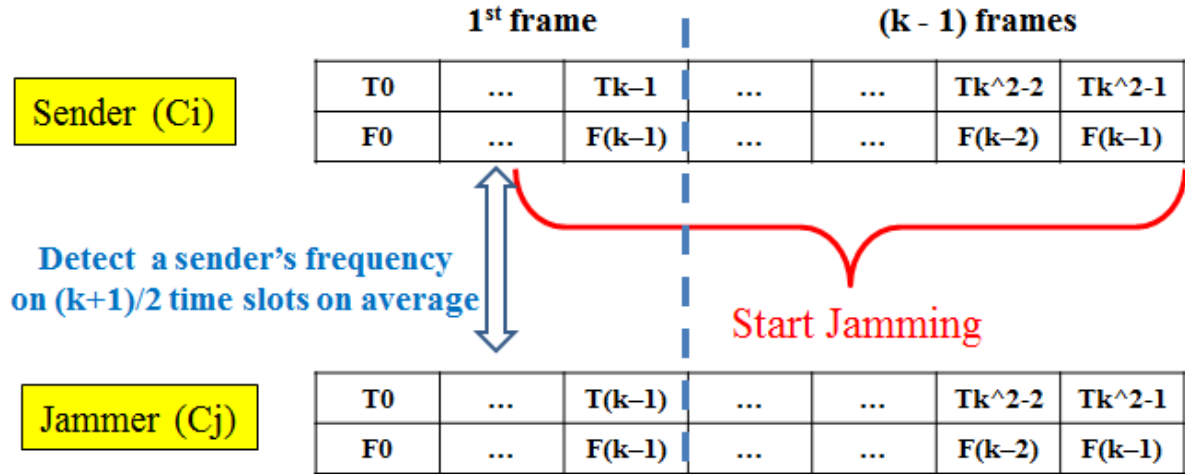 1st frame (k - 1) frames
Sender (Ci)
T0 ... Tk–1 ... ... Tk^2-2 Tk^2-1
F0 ... F(k–1) ... ... F(k–2) F(k–1)
Detect a sender's frequency
on (k+1)/2 time slots on average
Start Jamming
Jammer (Cj)
T0 ... T(k–1) ... ... Tk^2-2 Tk^2-1
F0 ... F(k–1) ... ... F(k–2) F(k–1)